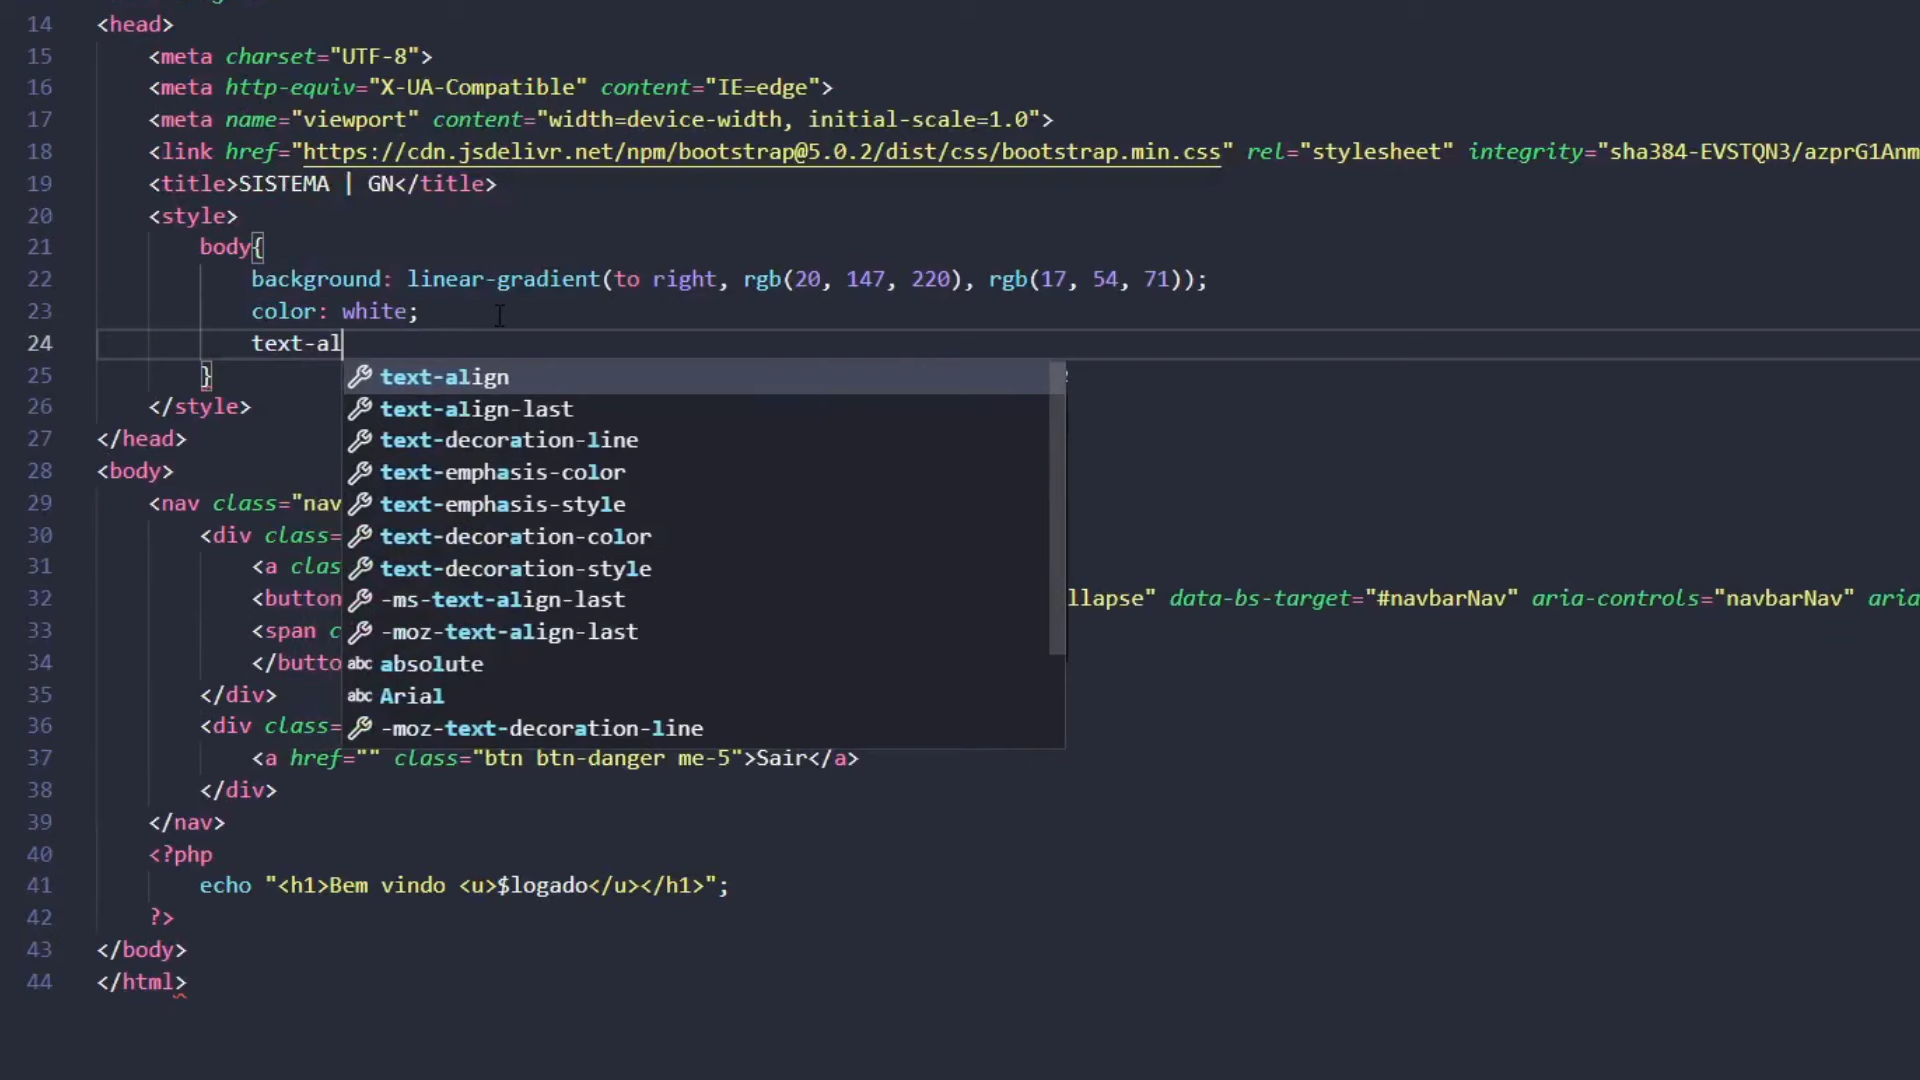 14 <head>
15 <meta charset="UTF-8">
16 <meta http-equiv="X-UA-Compatible" content="IE=edge">
17 <meta name="viewport" content="width=device-width, initial-scale=1.0">
18 <link href="https://cdn.jsdelivr.net/npm/bootstrap@5.0.2/dist/css/bootstrap.min.css" rel="stylesheet" integrity="sha384-EVSTQN3/azprG1Anm
19 <title>SISTEMA | GN</title>
20 <style>
21 body{
22 background: linear-gradient(to right, rgb(20, 147, 220), rgb(17, 54, 71));
23 color: white;
24 text-al
25 }
text-align
26 </style>
text-align-last
27 </head>
text-decoration-line
28 <body>
text-emphasis-color
29 <nav class="nav
text-emphasis-style
30 <div class=
text-decoration-color
31 <a clas
text-decoration-style
32 <button
-ms-text-align-last
llapse" data-bs-target="#navbarNav" aria-controls="navbarNav" aria
33 <span c
-moz-text-align-last
34 </butto
abc absolute
35 </div>
abc Arial
36 <div class=
-moz-text-decoration-line
37 <a href="" class="btn btn-danger me-5">Sair</a>
38 </div>
39 </nav>
40 <?php
41 echo "<h1>Bem vindo <u>$logado</u></h1>";
42 ?>
43 </body>
44 </html>